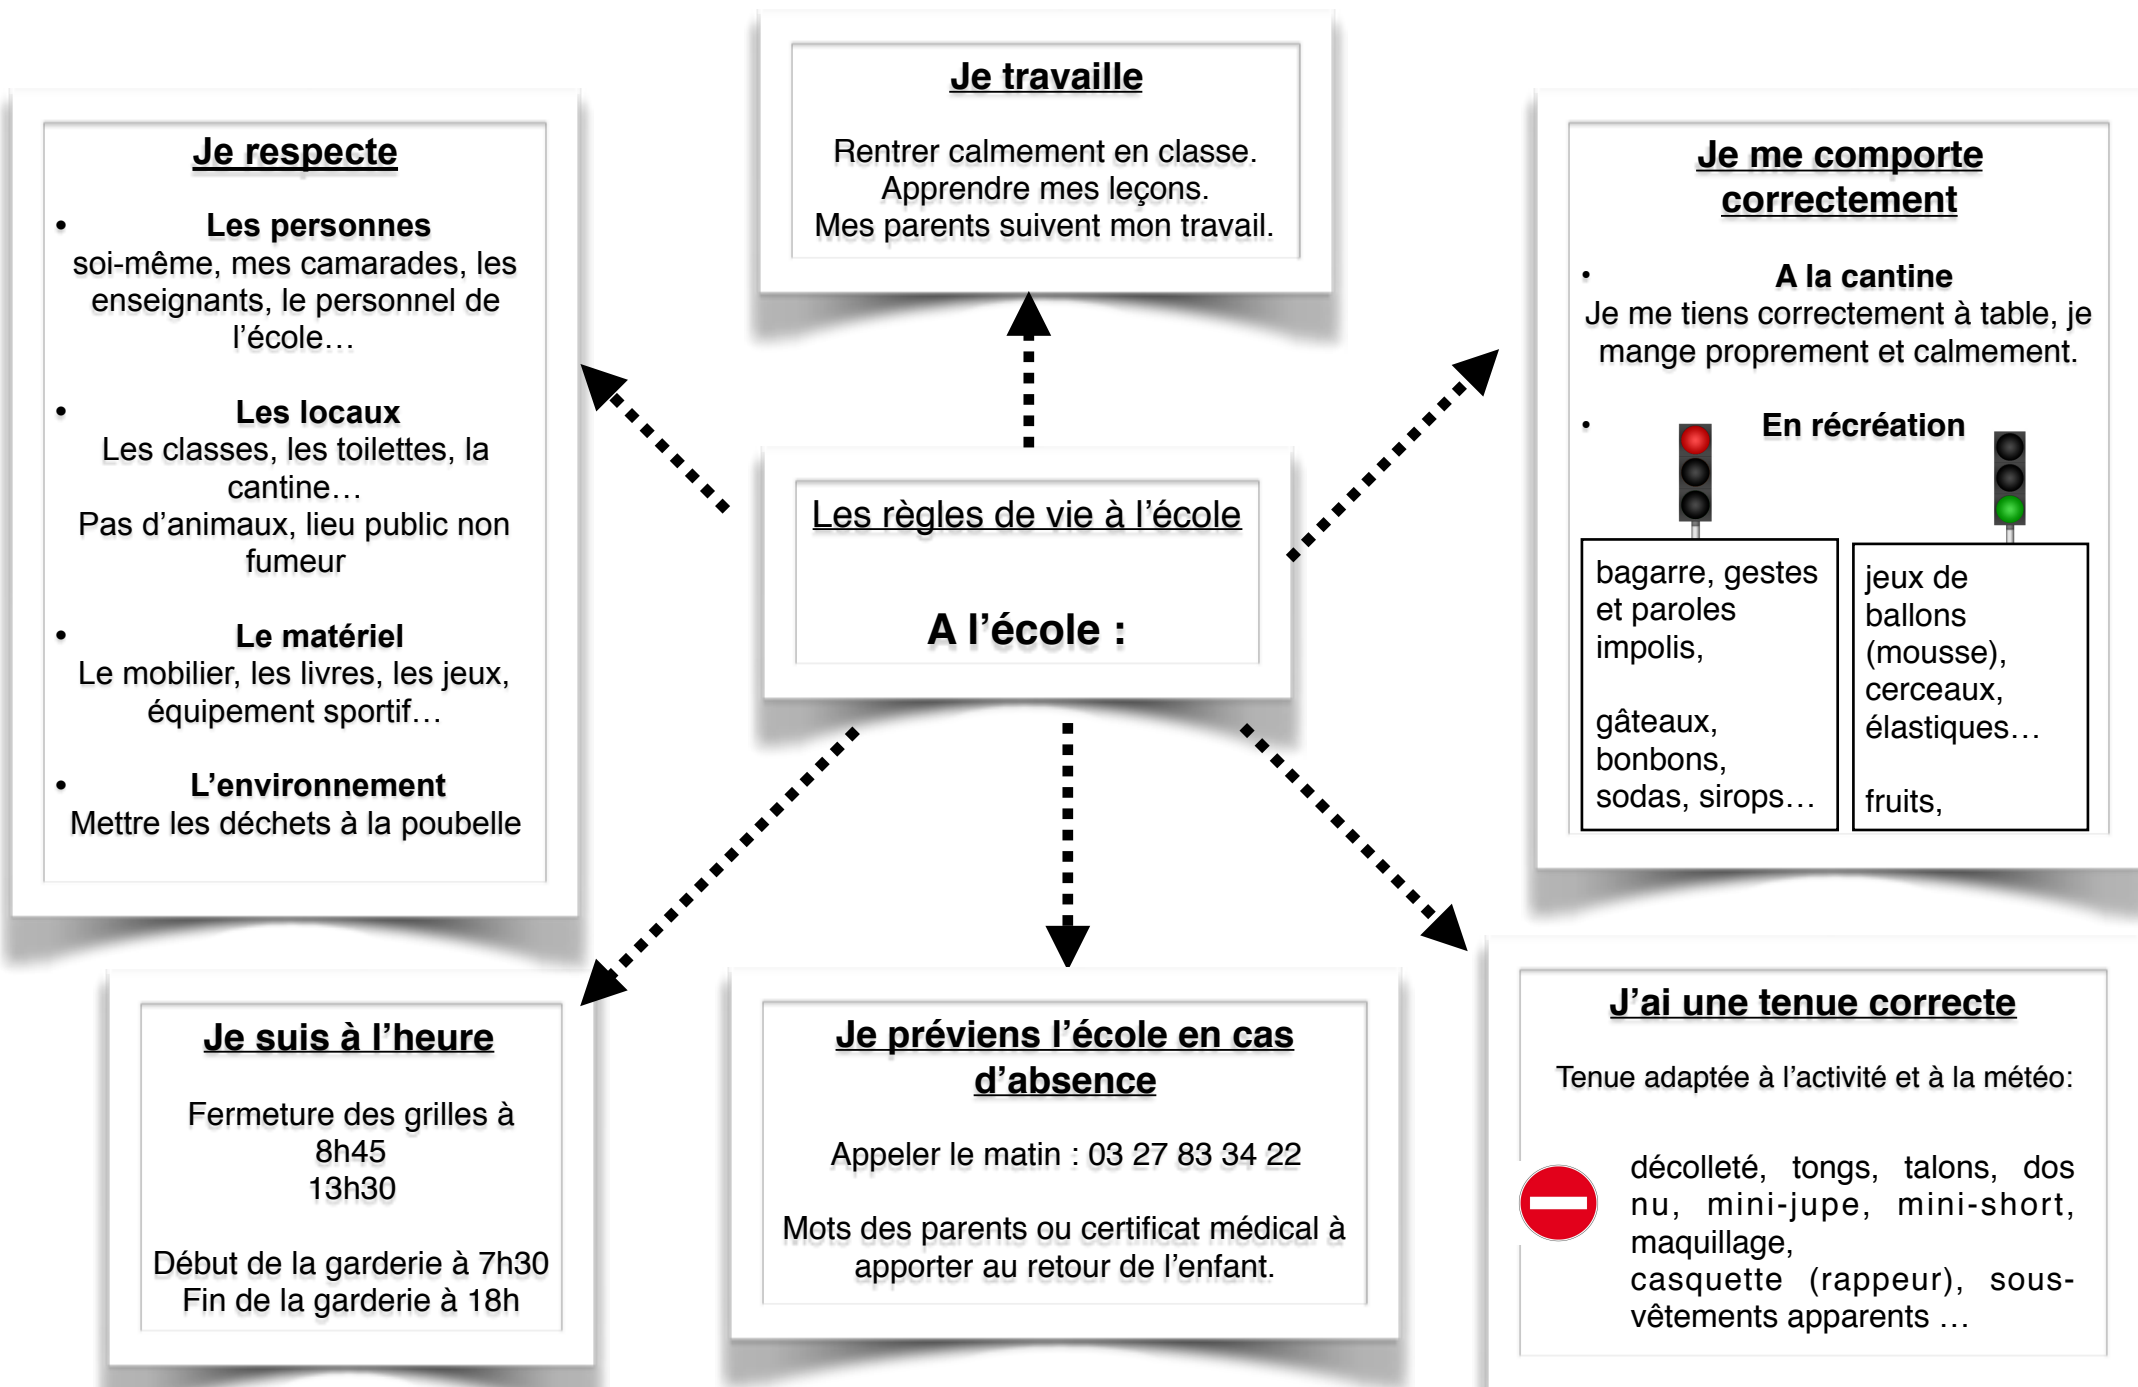 Je travaille
Rentrer calmement en classe.
Apprendre mes leçons.
Mes parents suivent mon travail.
Je respecte
• Les personnes
soi-même, mes camarades, les
enseignants, le personnel de
l’école…
• Les locaux
Les classes, les toilettes, la
cantine…
Pas d’animaux, lieu public non
fumeur
• Le matériel
Le mobilier, les livres, les jeux,
équipement sportif…
• L’environnement
Mettre les déchets à la poubelle
Les règles de vie à l’école
A l’école :
Je me comporte
correctement
• A la cantine
Je me tiens correctement à table, je
mange proprement et calmement.
• En récréation
bagarre, gestes
et paroles
impolis,
gâteaux,
bonbons,
sodas, sirops…
jeux de
ballons
(mousse),
cerceaux,
élastiques…
fruits,
Je suis à l’heure
Fermeture des grilles à
8h45
13h30
Début de la garderie à 7h30
Fin de la garderie à 18h
Je préviens l’école en cas
d’absence
Appeler le matin : 03 27 83 34 22
Mots des parents ou certificat médical à
apporter au retour de l’enfant.
J’ai une tenue correcte
Tenue adaptée à l’activité et à la météo:
décolleté, tongs, talons, dos
nu, mini-jupe, mini-short,
maquillage,
casquette (rappeur), sous-
vêtements apparents …